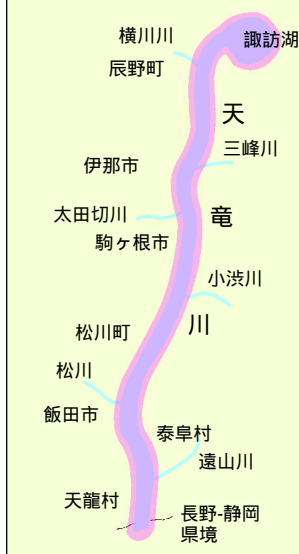 横川川
諏訪湖
辰野町
天
三峰川
伊那市
太田切川
竜
駒ヶ根市
小渋川
川
松川町
松川
飯田市
泰阜村
遠山川
天龍村
長野-静岡
県境